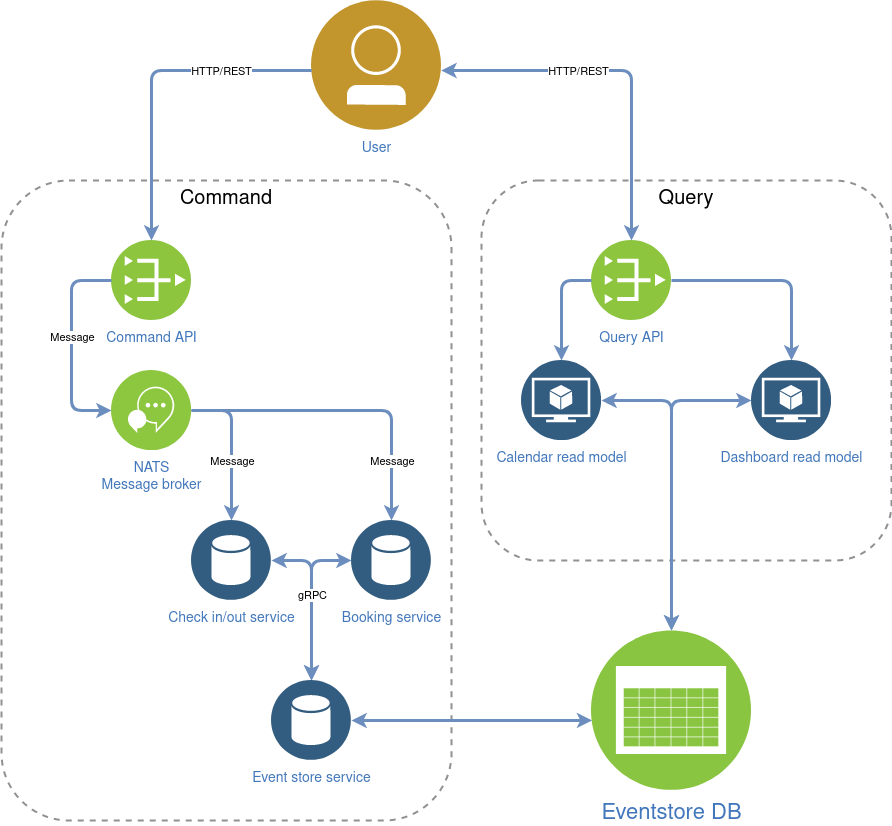 HTTP/REST
HTTP/REST
User
Command
Query
Message
Command API
Query API
NATS
Message broker
Message
Message
Calendar read model
Dashboard read model
gRPC
Check in/out service
Booking service
Event store service
Eventstore DB